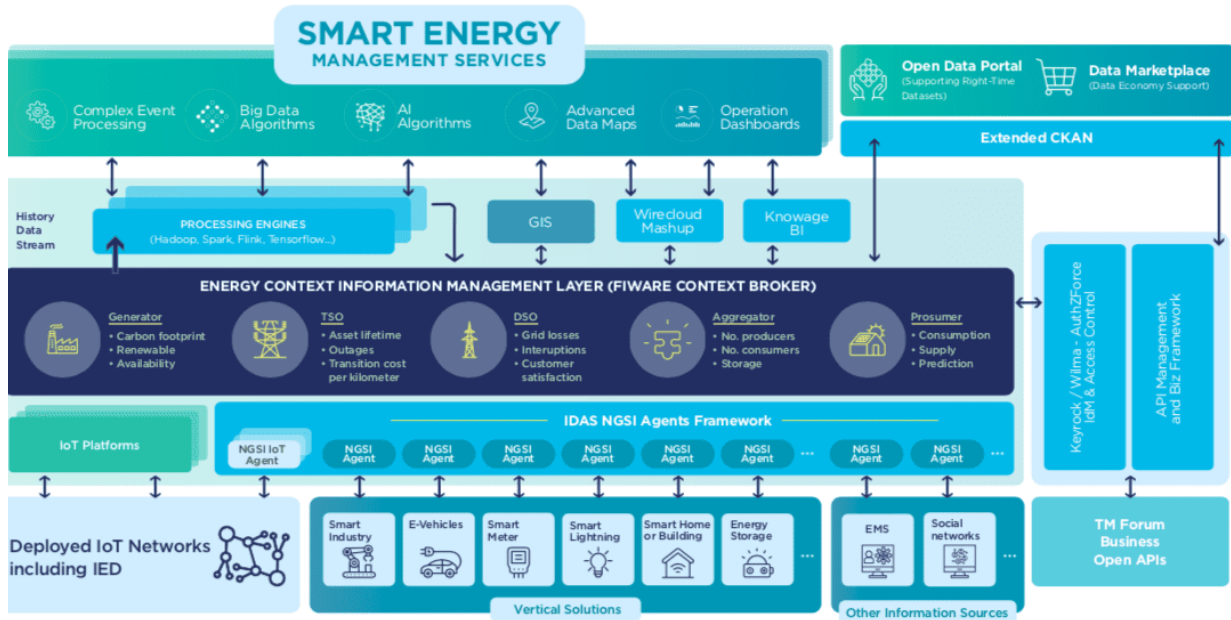 SMART ENERGY
MANAGEMENT SERVICES
Complex Event
Processing
Big Data
Algorithms
AI
Algorithms
Advanced
Data Maps
Operation
Dashboards
Open Data Portal
(Supporting Right-Time
Datasets)
Data Marketplace
(Data Economy Support)
Extended CKAN
History
Data
Stream
PROCESSING ENGINES
(Hadoop, Spark, Flink, Tensorflow...)
GIS
Wirecloud
Mashup
Knowage
BI
ENERGY CONTEXT INFORMATION MANAGEMENT LAYER (FIWARE CONTEXT BROKER)
Generator
• Carbon footprint
• Renewable
• Availability
TSO
• Asset lifetime
• Outages
• Transition cost
per kilometer
DSO
• Grid losses
• Interuptions
• Customer
satisfaction
Aggregator
• No. producers
• No. consumers
• Storage
Prosumer
• Consumption
• Supply
• Prediction
Keyrock / Wilma - AuthZForce
IdM & Access Control
API Management
and Biz Framework
IoT Platforms
IDAS NGSI Agents Framework
NGSI IoT
Agent
NGSI
Agent
NGSI
Agent
NGSI
Agent
NGSI
Agent
NGSI
Agent
NGSI
Agent
...
NGSI
Agent
NGSI
Agent
...
Deployed IoT Networks
including IED
Smart
Industry
E-Vehicles
Smart
Meter
Smart
Lightning
Smart Home
or Building
Energy
Storage
...
Vertical Solutions
EMS
Social
networks
...
Other Information Sources
TM Forum
Business
Open APIs